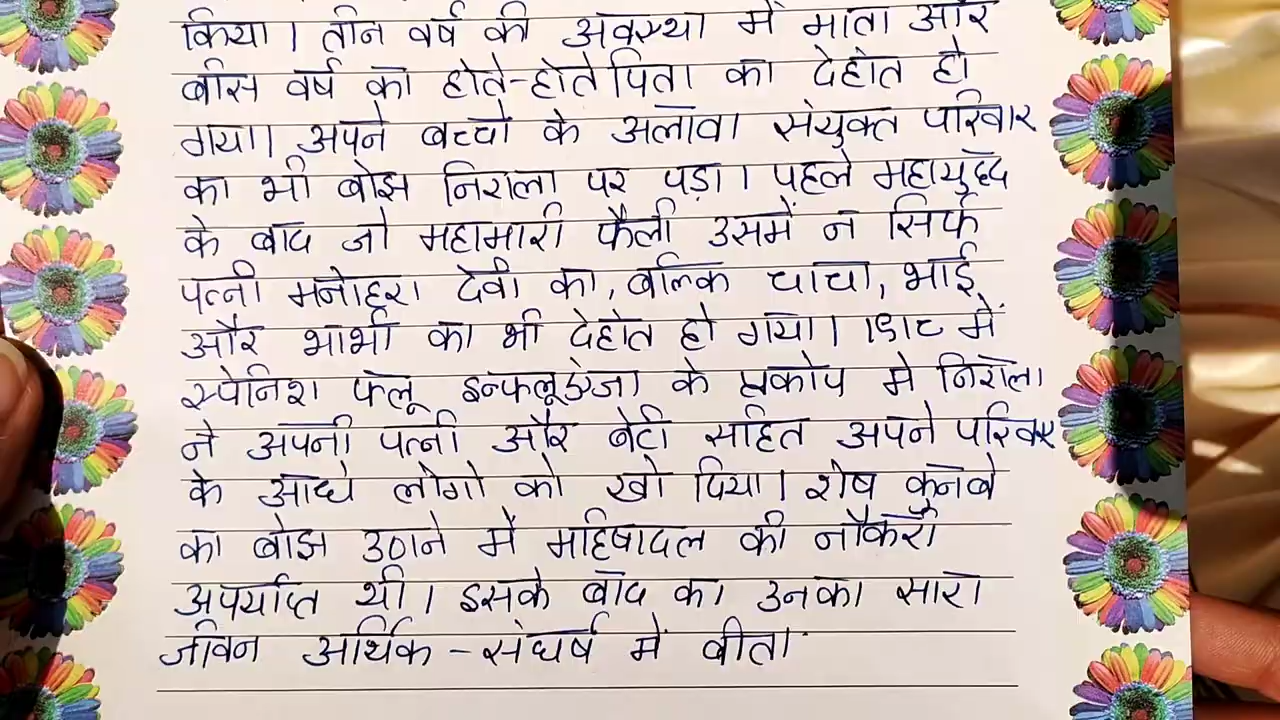 किया। तीन वर्ष की अवस्था में माता और
बीस वर्ष का होते-होते पिता का देहांत हो
गया। अपने बच्चों के अलावा संयुक्त परिवार
का भी बोझ निराला पर पड़ा। पहले महायुद्ध
के बाद जो महामारी फैली उसमें न सिर्फ
पत्नी मनोहरा देवी का, बल्कि चाचा, भाई
और भाभी का भी देहांत हो गया। १९१८ में
स्पेनिश फ्लू इन्फ्लूएंजा के प्रकोप में निराला
ने अपनी पत्नी और बेटी सहित अपने परिवार
के आधे लोगो को खो दिया। शेष कुनबे
का बोझ उठाने में महिषादल की नौकरी
अपर्याप्त थी। इसके बाद का उनका सारा
जीवन आर्थिक - संघर्ष में बीता